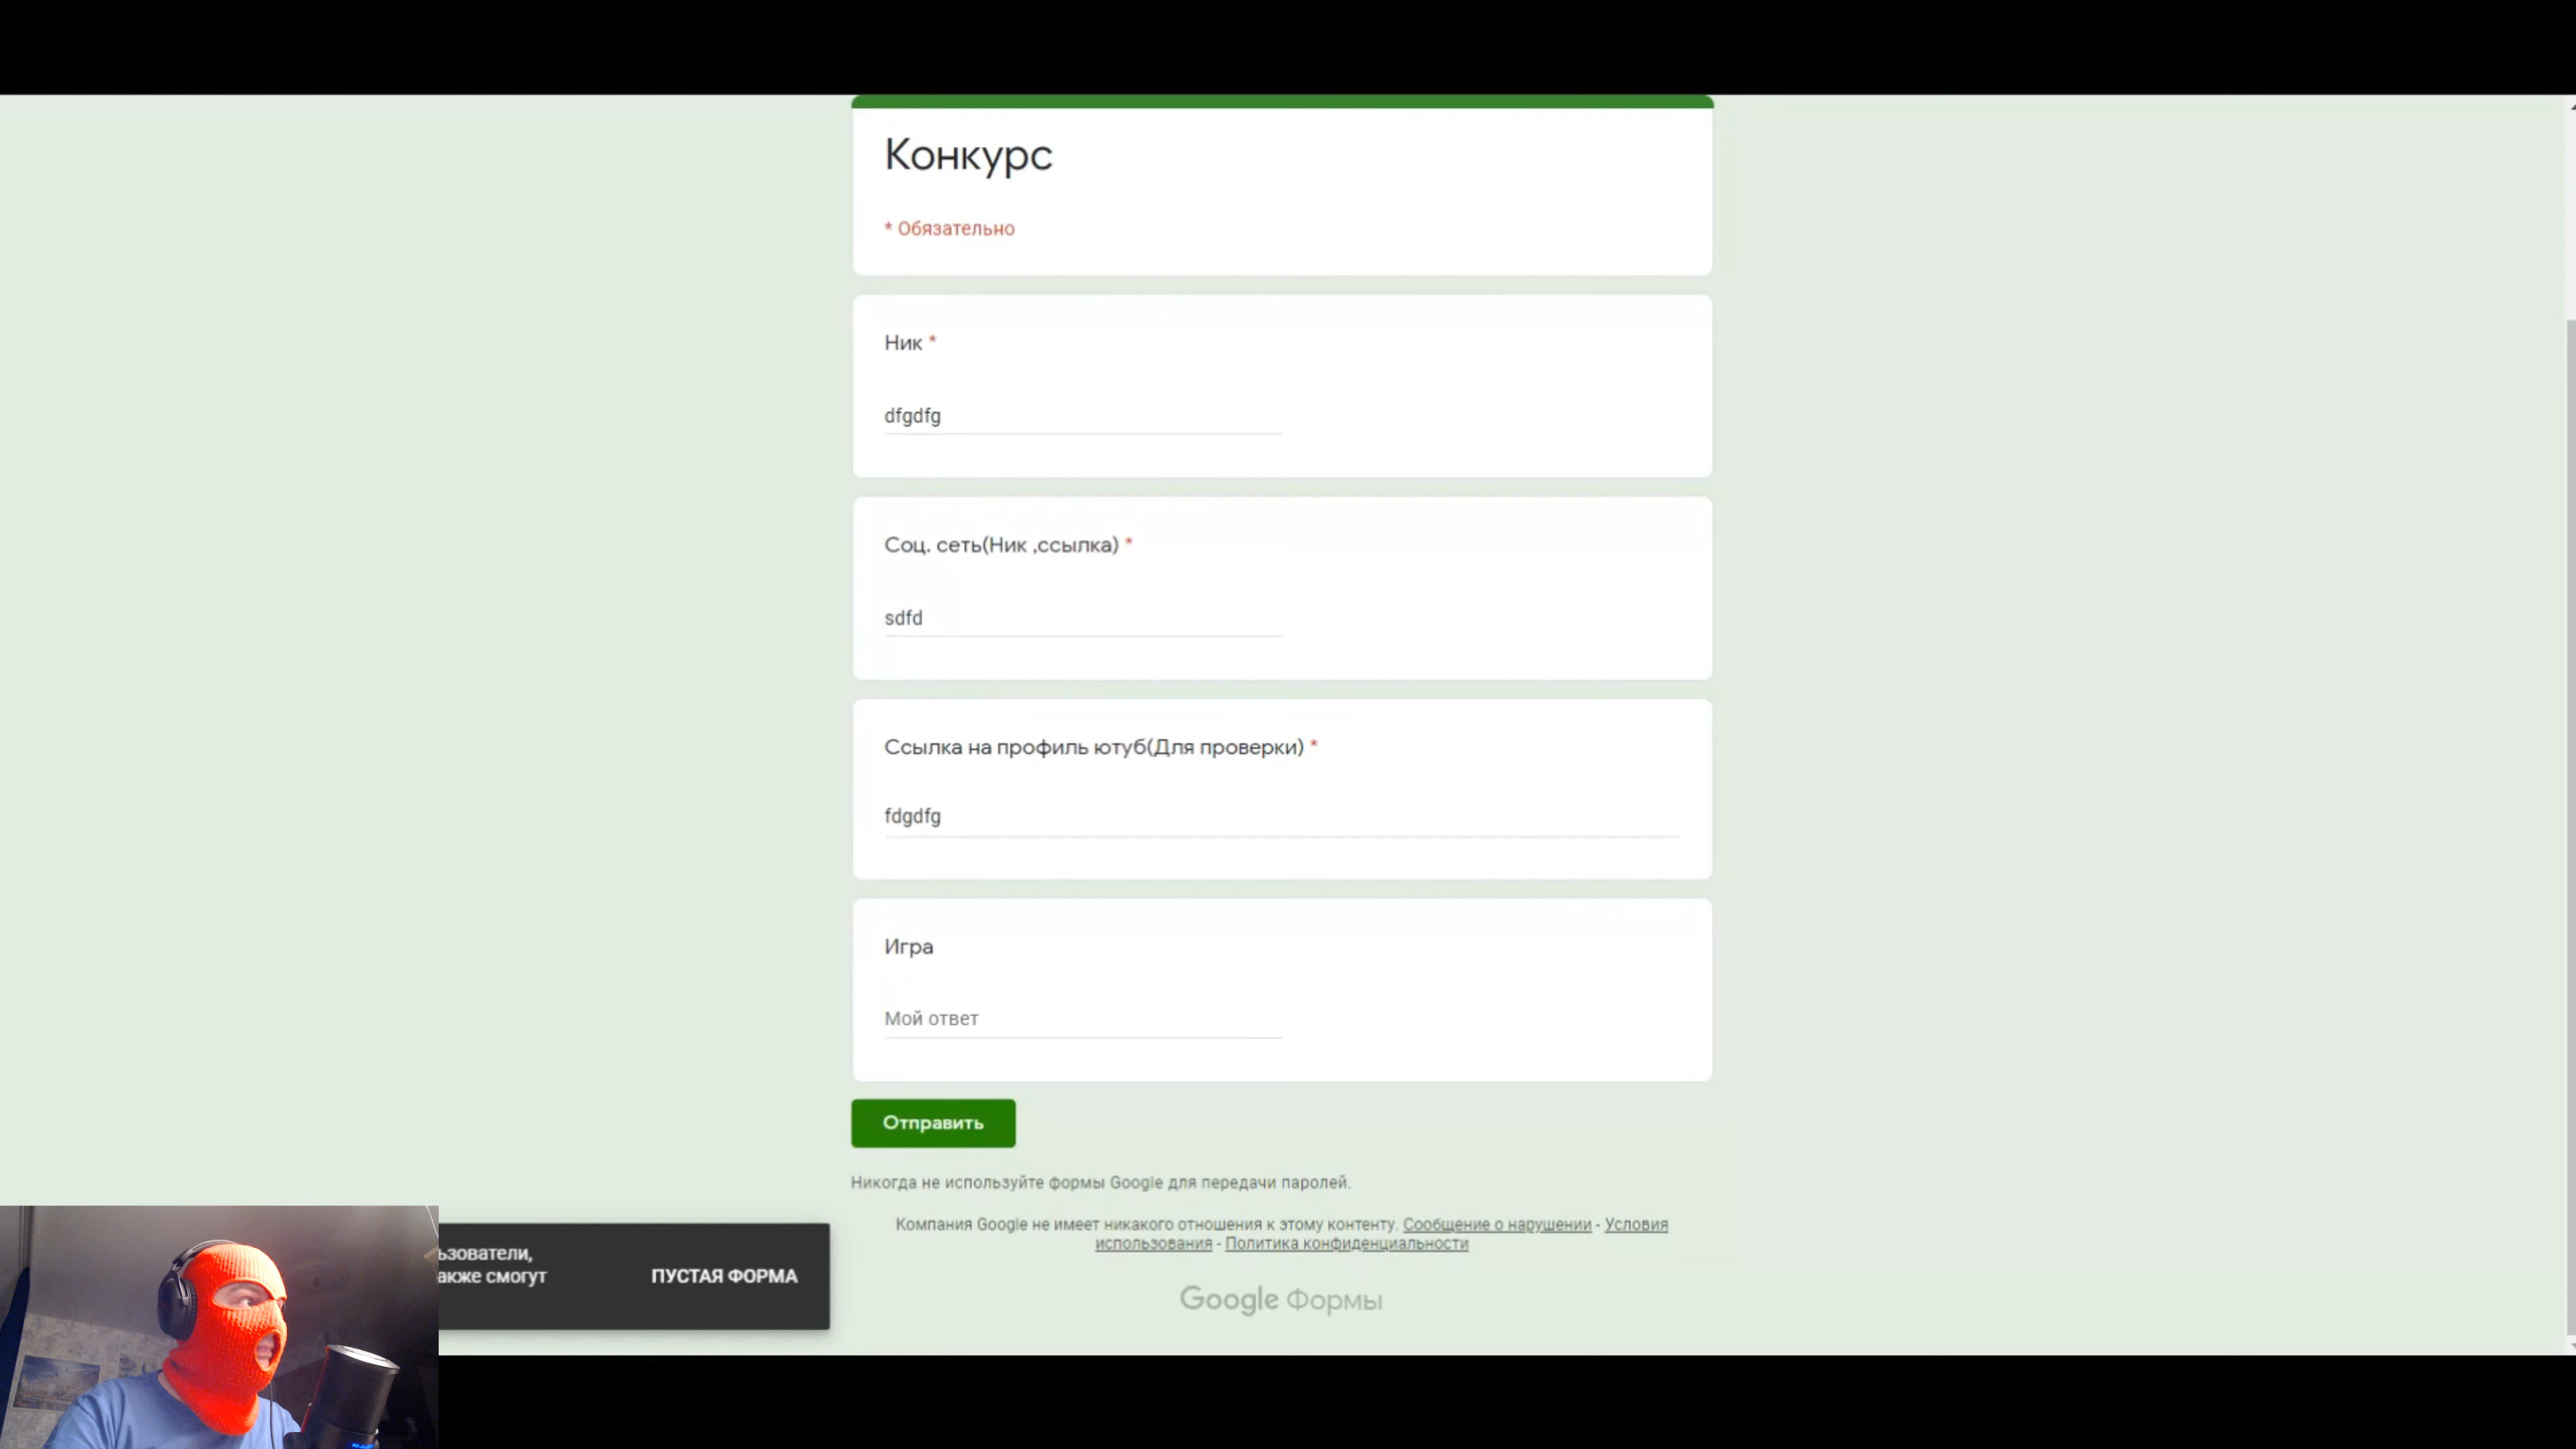 Конкурс
* Обязательно
Ник *
dfgdfg
Соц. сеть(Ник ,ссылка) *
sdfd
Ссылка на профиль ютуб(Для проверки) *
fdgdfg
Игра
Мой ответ
Отправить
Никогда не используйте формы Google для передачи паролей.
Компания Google не имеет никакого отношения к этому контенту. Сообщение о нарушении - Условия
использования - Политика конфиденциальности
ьзователи,
акже смогут
ПУСТАЯ ФОРМА
Google Формы